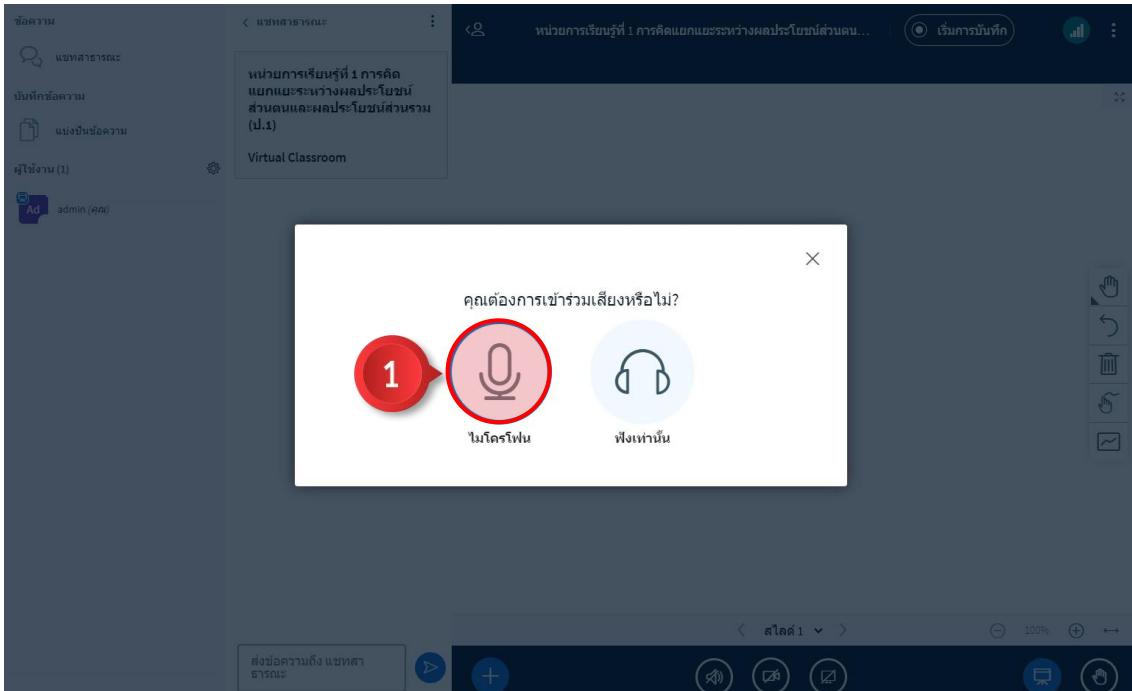 ข้อความ
แชทสาธารณะ
บันทึกข้อความ
แบ่งปันข้อความ
ผู้ใช้งาน (1)
Ad admin (คุณ)
< แชทสาธารณะ
หน่วยการเรียนรู้ที่ 1 การคิด
แยกแยะระหว่างผลประโยชน์
ส่วนตนและผลประโยชน์ส่วนรวม
(ป.1)
Virtual Classroom
หน่วยการเรียนรู้ที่ 1 การคิดแยกแยะระหว่างผลประโยชน์ส่วนตน...
เริ่มการบันทึก
คุณต้องการเข้าร่วมเสียงหรือไม่?
1
ไมโครโฟน
ฟังเท่านั้น
สไลด์ 1
100%
ส่งข้อความถึง แชทสา
ธารณะ